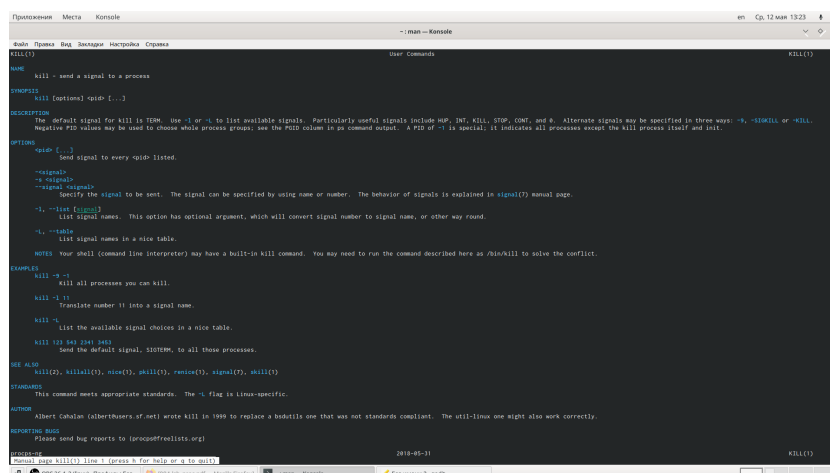 Приложения Места Konsole en Ср, 12 мая 13:23
~ : man — Konsole
Файл Правка Вид Закладки Настройка Справка
KILL(1) User Commands KILL(1)
NAME
kill - send a signal to a process
SYNOPSIS
kill [options] <pid> [...]
DESCRIPTION
The default signal for kill is TERM. Use -l or -L to list available signals. Particularly useful signals include HUP, INT, KILL, STOP, CONT, and 0. Alternate signals may be specified in three ways: -9, -SIGKILL or -KILL.
Negative PID values may be used to choose whole process groups; see the PGID column in ps command output. A PID of -1 is special; it indicates all processes except the kill process itself and init.
OPTIONS
<pid> [...]
Send signal to every <pid> listed.
-<signal>
-s <signal>
--signal <signal>
Specify the signal to be sent. The signal can be specified by using name or number. The behavior of signals is explained in signal(7) manual page.
-l, --list [signal]
List signal names. This option has optional argument, which will convert signal number to signal name, or other way round.
-L, --table
List signal names in a nice table.
NOTES Your shell (command line interpreter) may have a built-in kill command. You may need to run the command described here as /bin/kill to solve the conflict.
EXAMPLES
kill -9 -1
Kill all processes you can kill.
kill -l 11
Translate number 11 into a signal name.
kill -L
List the available signal choices in a nice table.
kill 123 543 2341 3453
Send the default signal, SIGTERM, to all those processes.
SEE ALSO
kill(2), killall(1), nice(1), pkill(1), renice(1), signal(7), skill(1)
STANDARDS
This command meets appropriate standards. The -L flag is Linux-specific.
AUTHOR
Albert Cahalan (albert@users.sf.net) wrote kill in 1999 to replace a bsdutils one that was not standards compliant. The util-linux one might also work correctly.
REPORTING BUGS
Please send bug reports to (procps@freelists.org)
procps-ng 2018-05-31 KILL(1)
Manual page kill(1) line 1 (press h for help or q to quit)